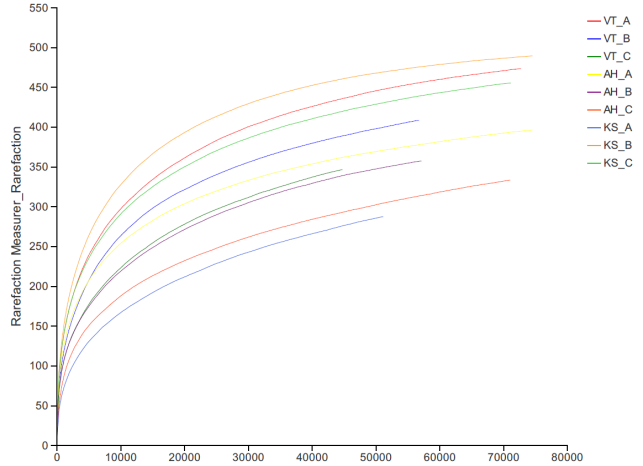 Rarefaction Measurer_Rarefaction
550
500
450
400
350
300
250
200
150
100
50
0
0 10000 20000 30000 40000 50000 60000 70000 80000
VT_A
VT_B
VT_C
AH_A
AH_B
AH_C
KS_A
KS_B
KS_C